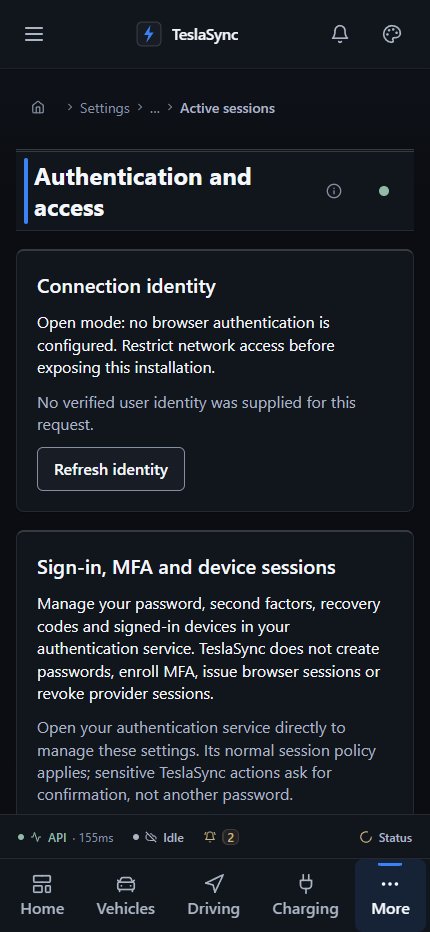 TeslaSync
Settings
...
Active sessions
Authentication and
access
Connection identity
Open mode: no browser authentication is
configured. Restrict network access before
exposing this installation.
No verified user identity was supplied for this
request.
Refresh identity
Sign-in, MFA and device sessions
Manage your password, second factors, recovery
codes and signed-in devices in your
authentication service. TeslaSync does not create
passwords, enroll MFA, issue browser sessions or
revoke provider sessions.
Open your authentication service directly to
manage these settings. Its normal session policy
applies; sensitive TeslaSync actions ask for
confirmation, not another password.
API · 155ms
Idle
2
Status
Home
Vehicles
Driving
Charging
More